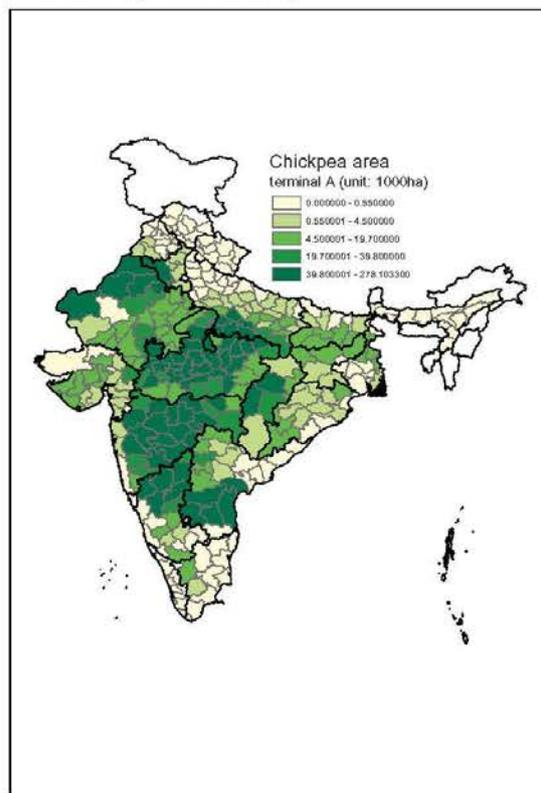 Chickpea area
terminal A (unit: 1000ha)
0.000000 - 0.550000
0.550001 - 4.500000
4.500001 - 19.700000
19.700001 - 39.800000
39.800001 - 278.103300